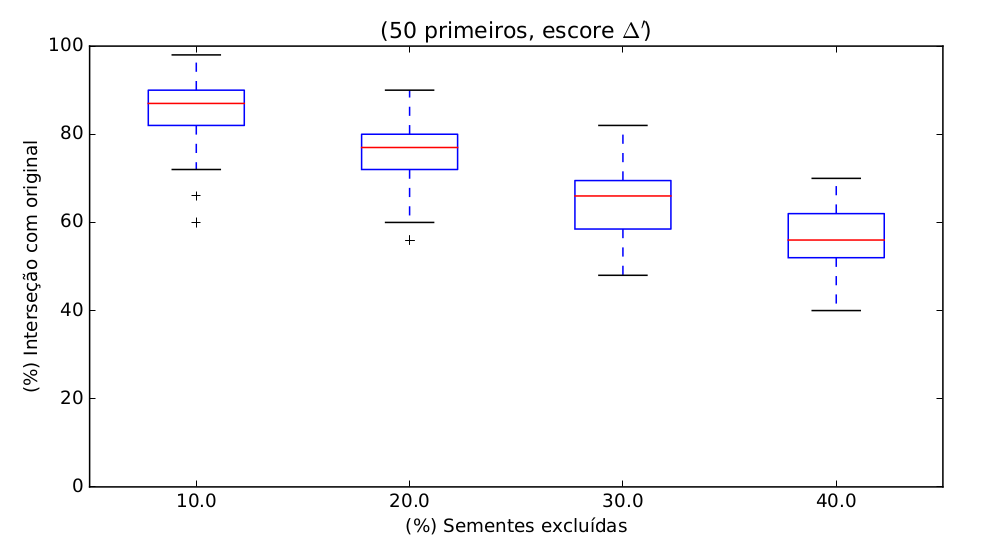 (50 primeiros, escore Δ′)
100
80
60
40
20
0
(%) Interseção com original
10.0 20.0 30.0 40.0
(%) Sementes excluídas